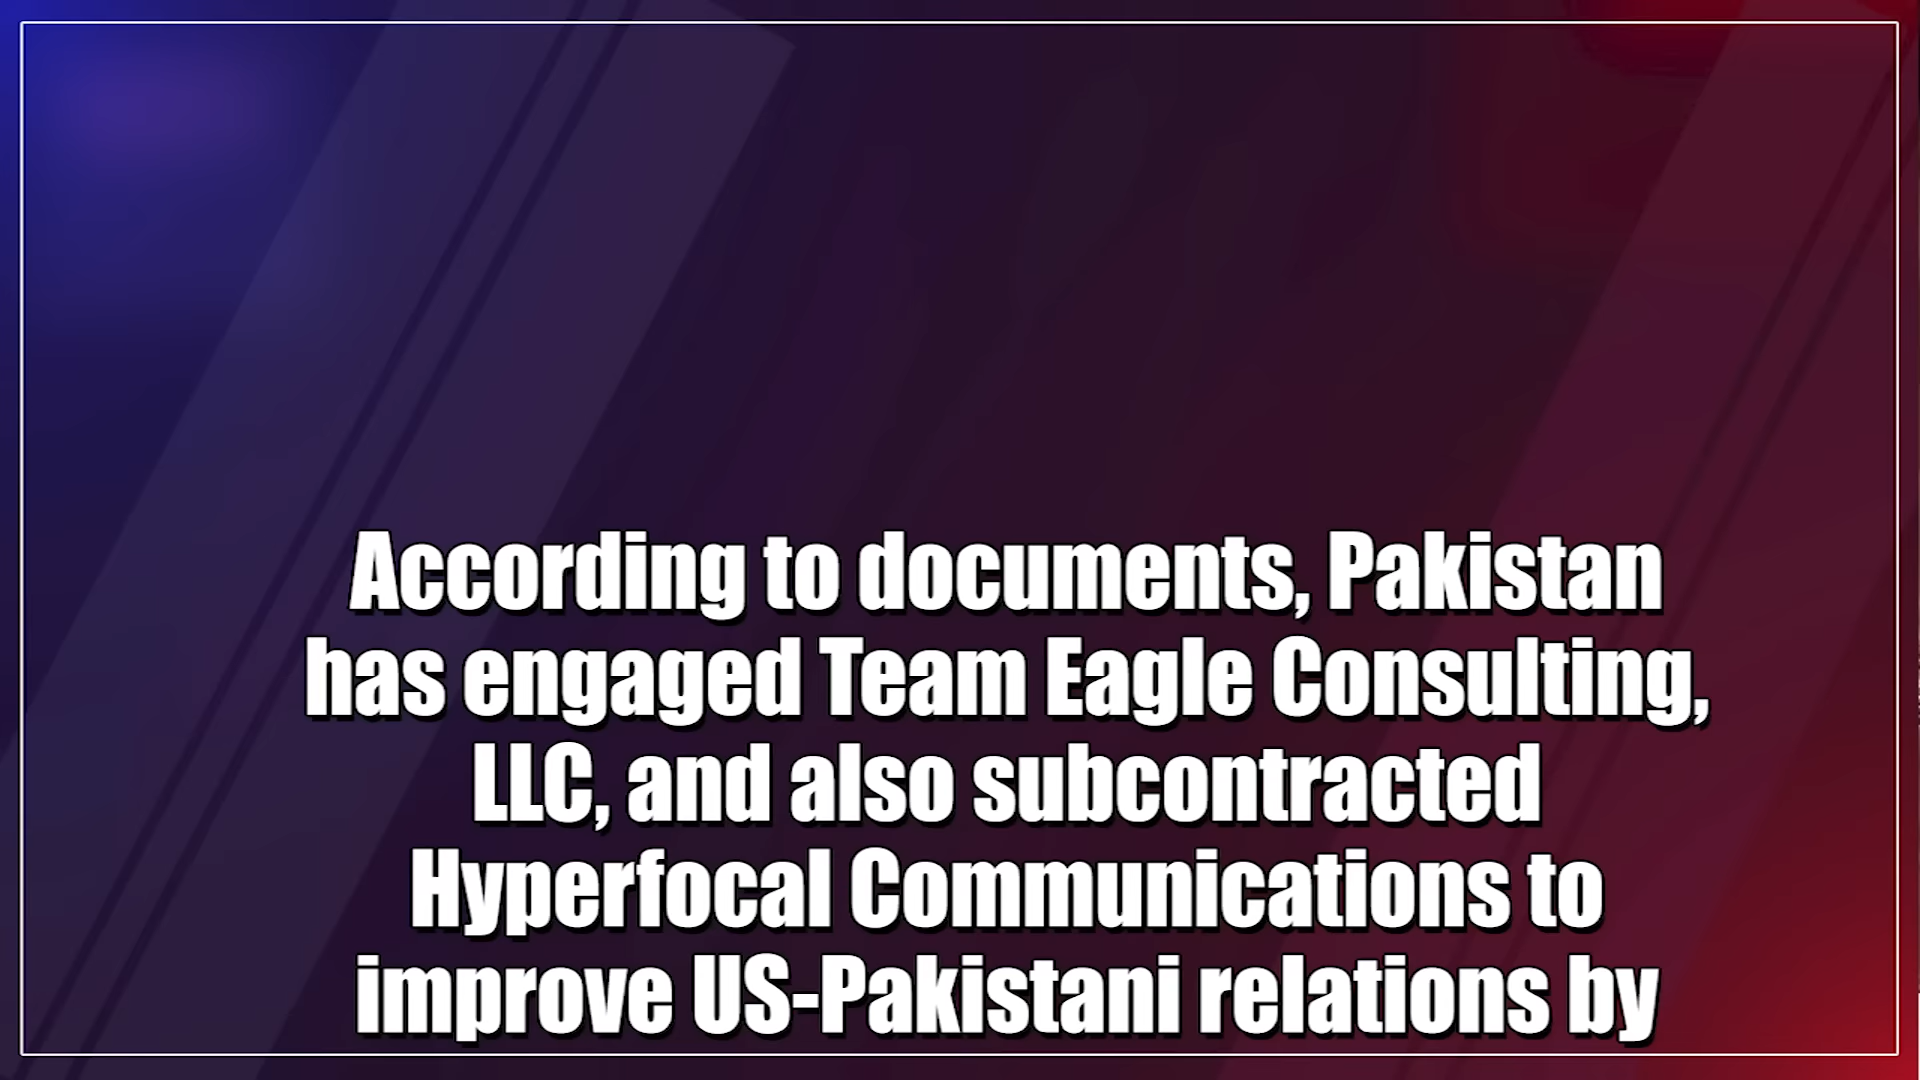 According to documents, Pakistan
has engaged Team Eagle Consulting,
LLC, and also subcontracted
Hyperfocal Communications to
improve US-Pakistani relations by